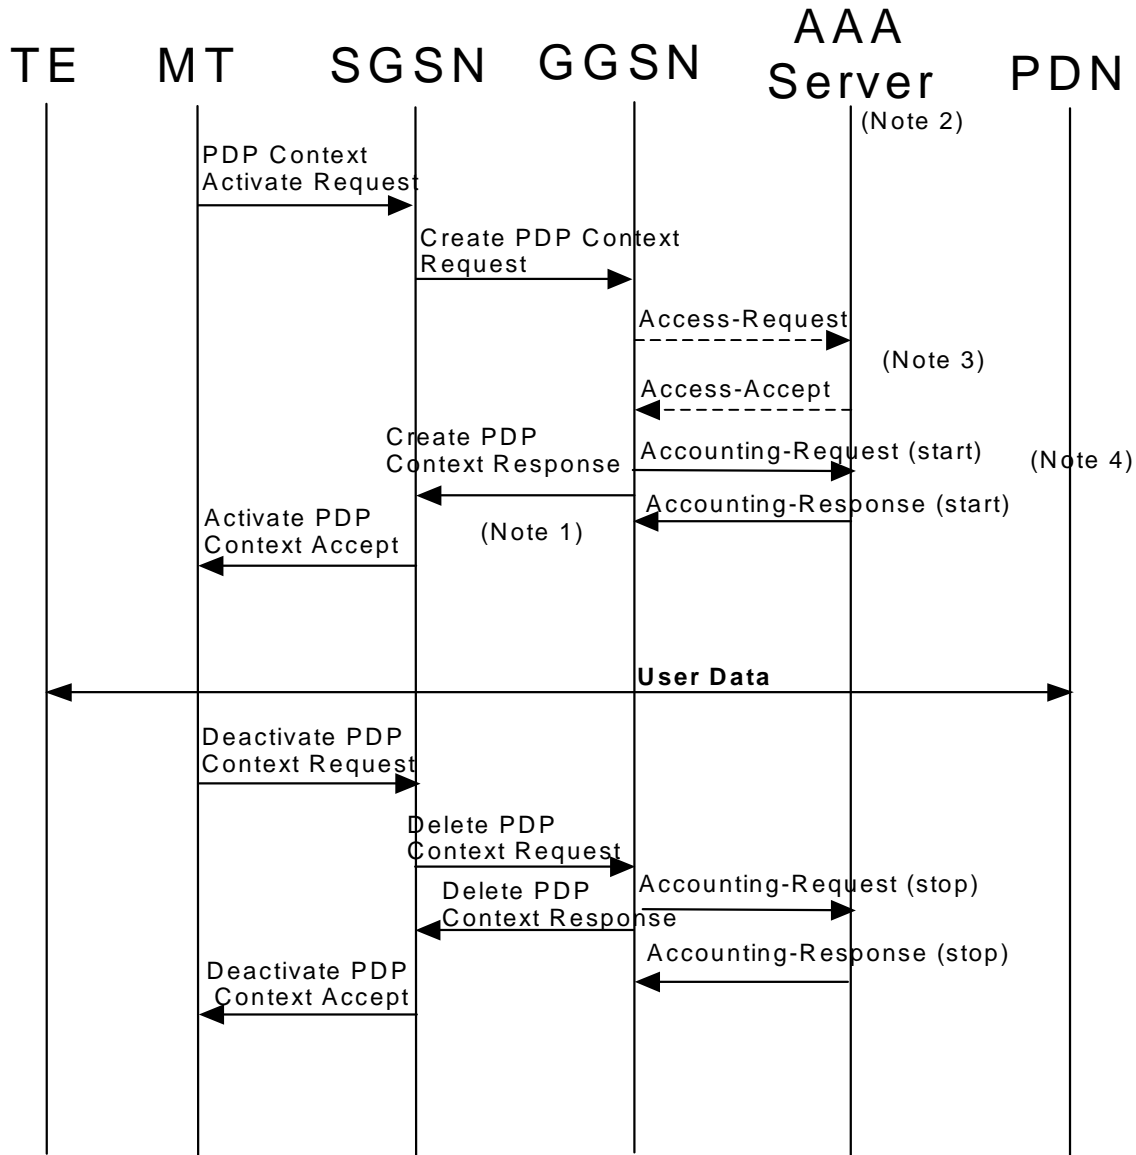 TE
MT
SGSN
GGSN
AAA
Server
PDN
(Note 2)
PDP Context
Activate Request
Create PDP Context
Request
Access-Request
(Note 3)
Access-Accept
Create PDP
Context Response
Accounting-Request (start)
(Note 4)
Accounting-Response (start)
Activate PDP
Context Accept
(Note 1)
User Data
Deactivate PDP
Context Request
Delete PDP
Context Request
Accounting-Request (stop)
Delete PDP
Context Response
Accounting-Response (stop)
Deactivate PDP
Context Accept